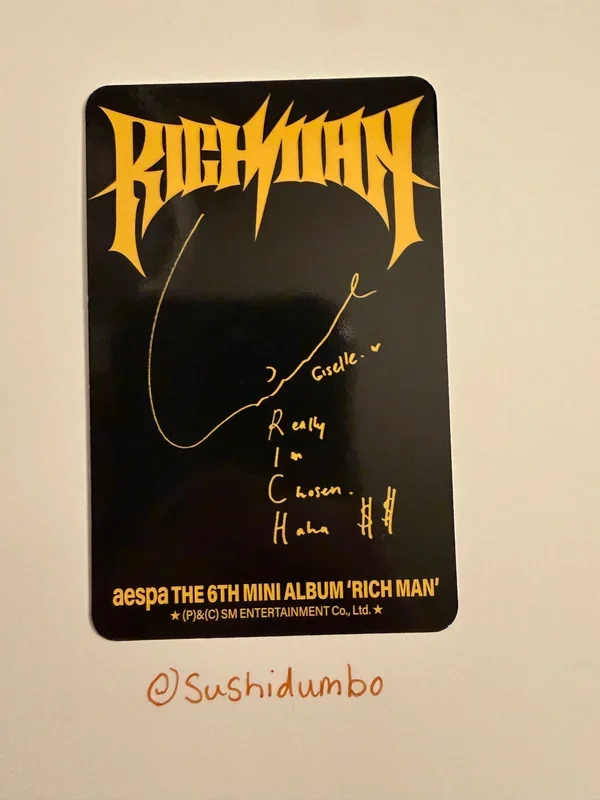 RICH MAN
Giselle. ♥
Really
I'm
Chosen.
Haha $$
aespa THE 6TH MINI ALBUM 'RICH MAN'
★ (P)&(C) SM ENTERTAINMENT Co., Ltd. ★
@sushidumbo